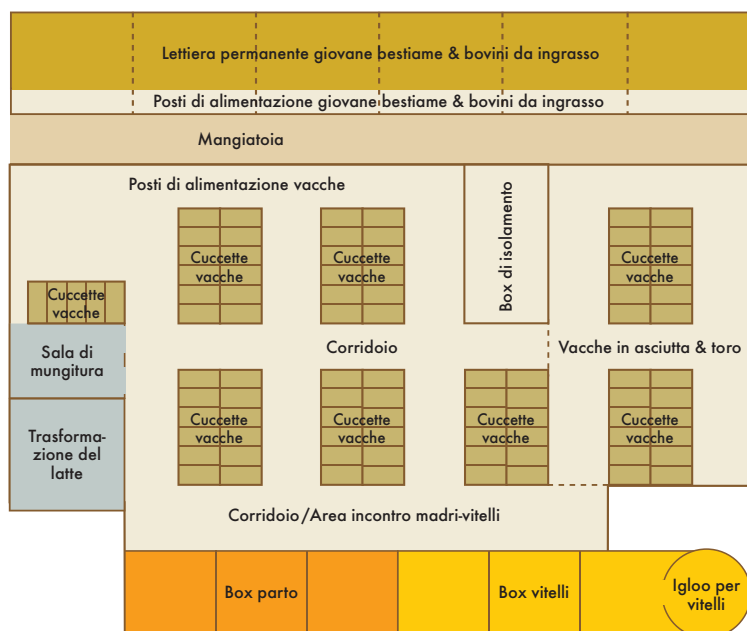 Lettiera permanente giovane bestiame & bovini da ingrasso
Posti di alimentazione giovane bestiame & bovini da ingrasso
Mangiatoia
Posti di alimentazione vacche
Box di isolamento
Cuccette
vacche
Cuccette
vacche
Cuccette
vacche
Cuccette
vacche
Sala di
mungitura
Corridoio
Vacche in asciutta & toro
Cuccette
vacche
Cuccette
vacche
Cuccette
vacche
Cuccette
vacche
Trasforma-
zione del
latte
Corridoio/Area incontro madri-vitelli
Box parto
Box vitelli
Igloo per
vitelli